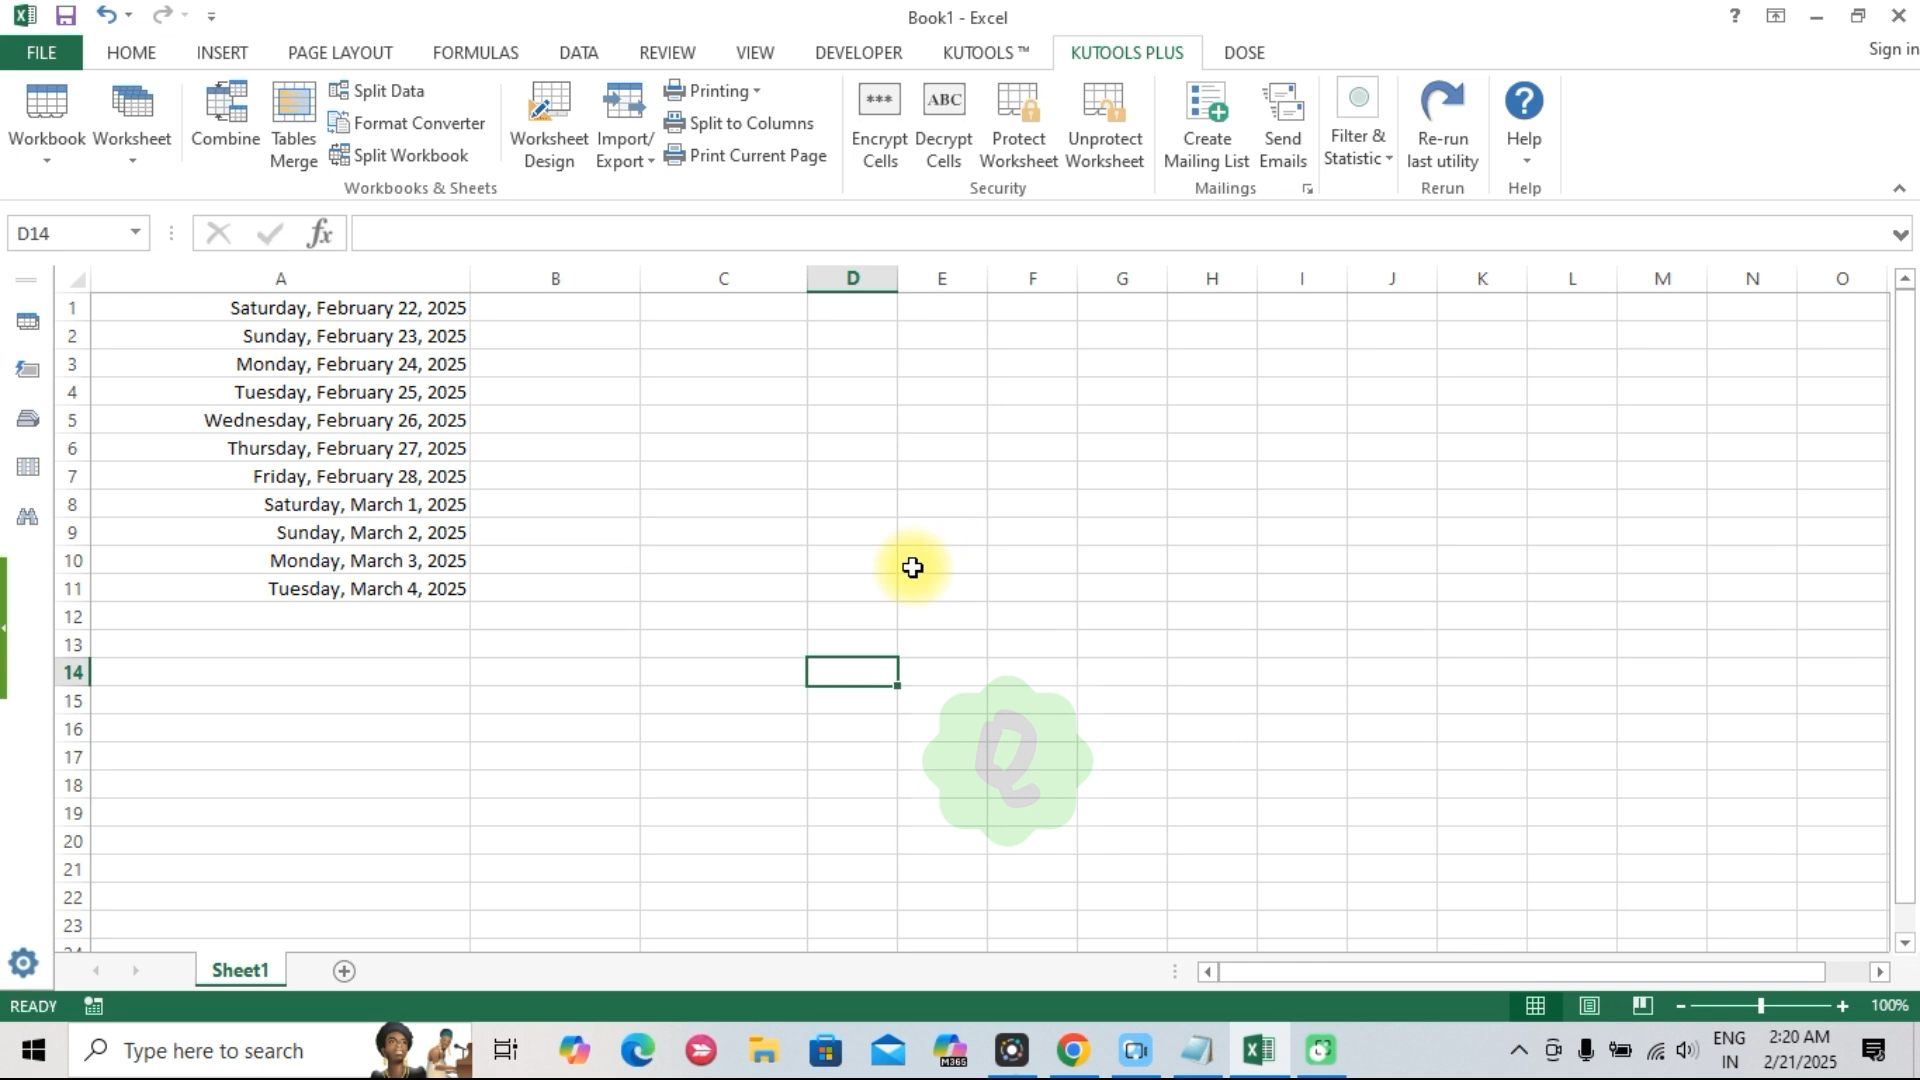 Book1 - Excel
?
FILE HOME INSERT PAGE LAYOUT FORMULAS DATA REVIEW VIEW DEVELOPER KUTOOLS ™ KUTOOLS PLUS DOSE Sign in
Workbook Worksheet Combine Tables Merge Split Data Format Converter Split Workbook Worksheet Design Import/ Export Printing Split to Columns Print Current Page
*** Encrypt Cells ABC Decrypt Cells Protect Worksheet Unprotect Worksheet Create Mailing List Send Emails Filter & Statistic Re-run last utility ? Help
Workbooks & Sheets Security Mailings Rerun Help
D14 fx
A B C D E F G H I J K L M N O
1 Saturday, February 22, 2025
2 Sunday, February 23, 2025
3 Monday, February 24, 2025
4 Tuesday, February 25, 2025
5 Wednesday, February 26, 2025
6 Thursday, February 27, 2025
7 Friday, February 28, 2025
8 Saturday, March 1, 2025
9 Sunday, March 2, 2025
10 Monday, March 3, 2025
11 Tuesday, March 4, 2025
12
13
14
15
16
17
18
19
20
21
22
23
24
Q
Sheet1
READY 100%
Type here to search M365 ENG IN 2:20 AM 2/21/2025